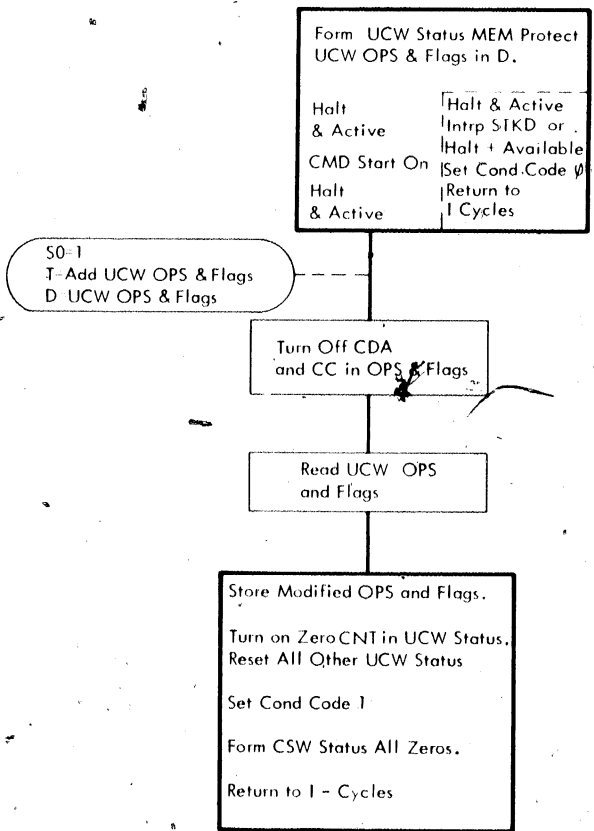 Form UCW Status MEM Protect
UCW OPS & Flags in D.
Halt
& Active
CMD Start On
Halt
& Active
Halt & Active
Intrp STKD or
Halt + Available
Set Cond Code 0
Return to
I Cycles
S0=1
T-Add UCW OPS & Flags
D UCW OPS & Flags
Turn Off CDA
and CC in OPS & Flags
Read UCW OPS
and Flags
Store Modified OPS and Flags.
Turn on Zero CNT in UCW Status.
Reset All Other UCW Status
Set Cond Code 1
Form CSW Status All Zeros.
Return to I - Cycles